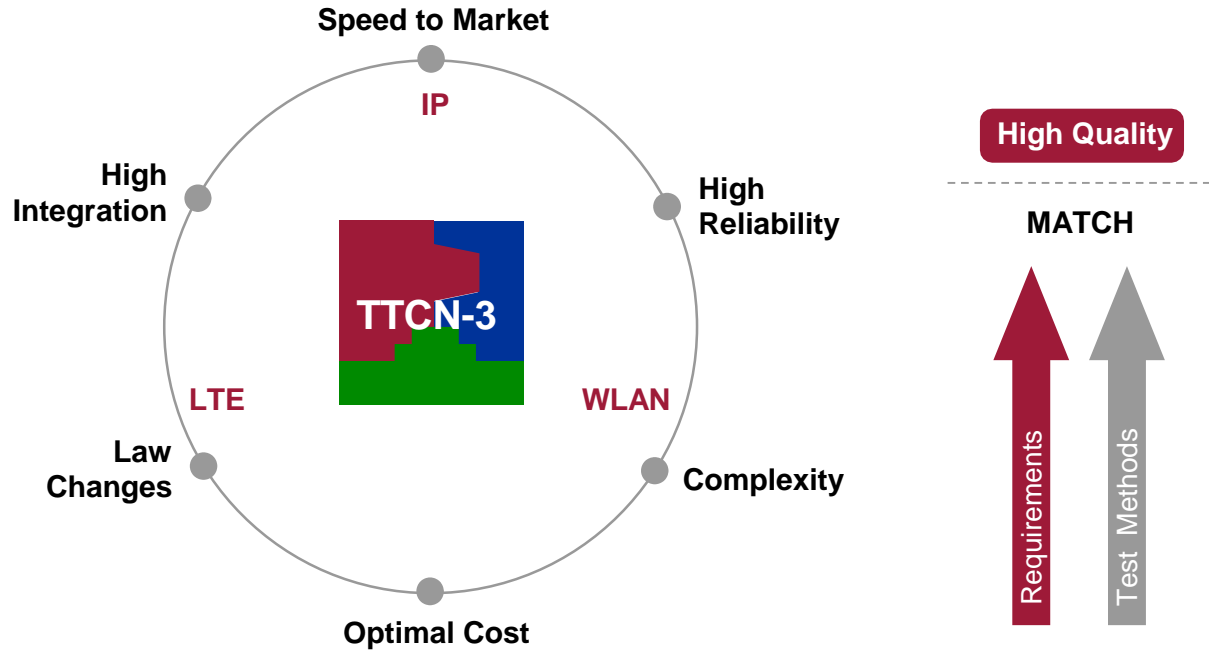 Speed to Market
IP
High
Integration
High
Reliability
TTCN-3
LTE
WLAN
Law
Changes
Complexity
Optimal Cost
High Quality
MATCH
Requirements
Test Methods